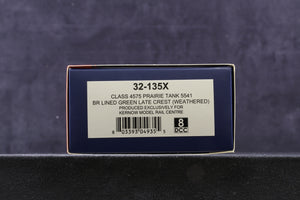 32-135X
CLASS 4575 PRAIRIE TANK 5541
BR LINED GREEN LATE CREST (WEATHERED)
PRODUCED EXCLUSIVELY FOR
KERNOW MODEL RAIL CENTRE
8
DCC